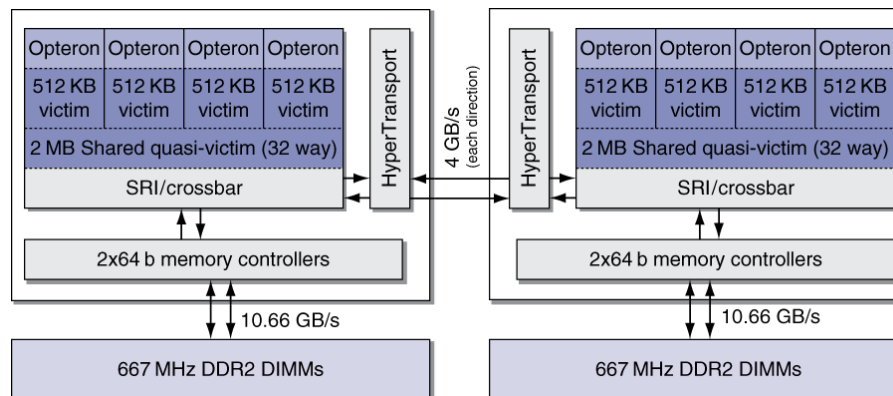 Opteron Opteron Opteron Opteron
512 KB 512 KB 512 KB 512 KB
victim victim victim victim
2 MB Shared quasi-victim (32 way)
SRI/crossbar
HyperTransport
2x64 b memory controllers
10.66 GB/s
667 MHz DDR2 DIMMs
4 GB/s
(each direction)
HyperTransport
Opteron Opteron Opteron Opteron
512 KB 512 KB 512 KB 512 KB
victim victim victim victim
2 MB Shared quasi-victim (32 way)
SRI/crossbar
2x64 b memory controllers
10.66 GB/s
667 MHz DDR2 DIMMs